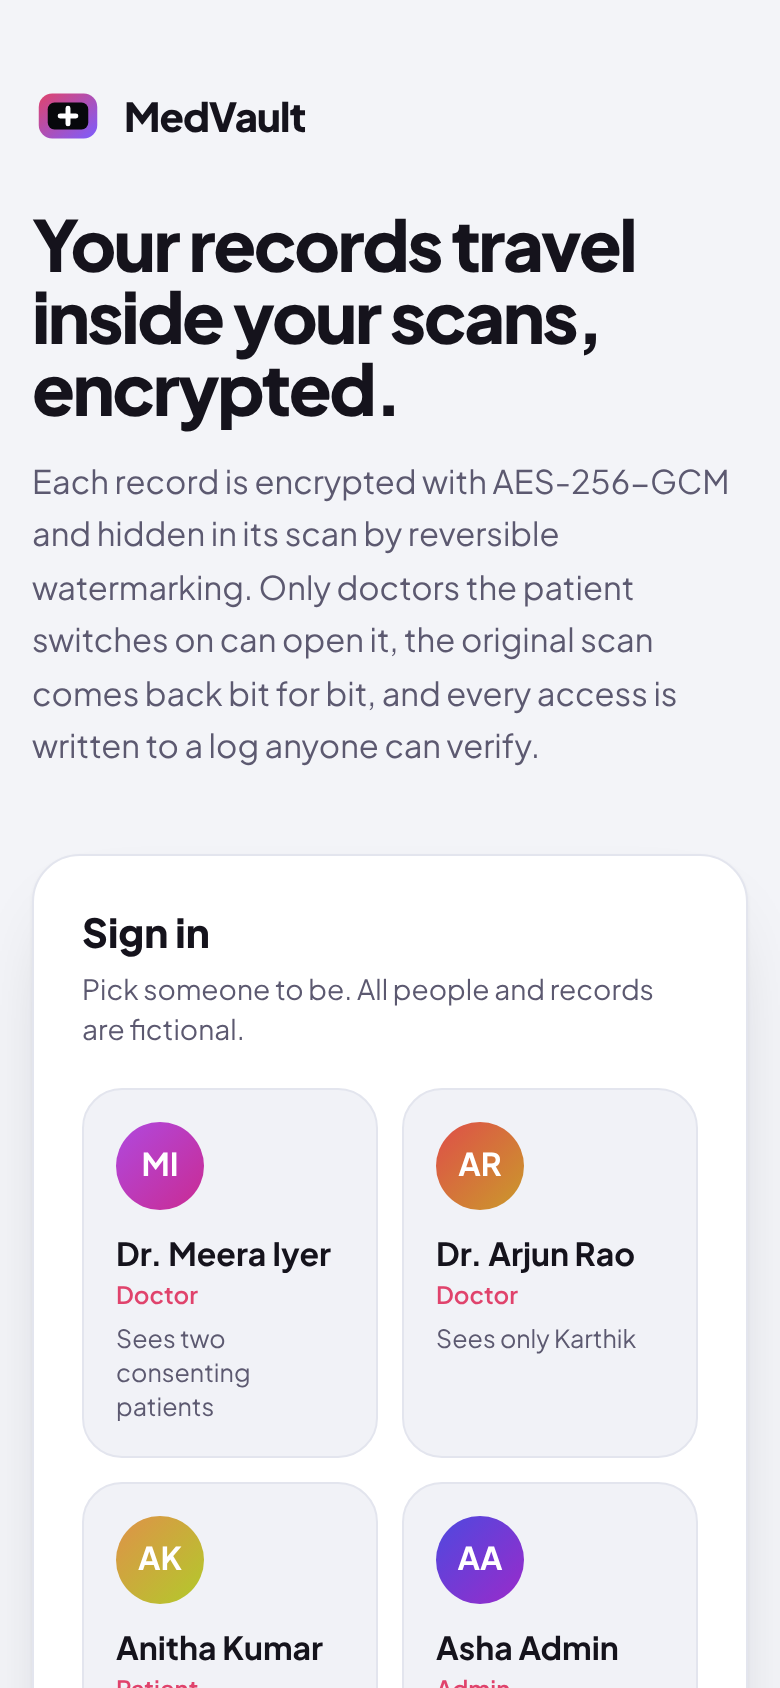 MedVault
Your records travel
inside your scans,
encrypted.
Each record is encrypted with AES-256-GCM
and hidden in its scan by reversible
watermarking. Only doctors the patient
switches on can open it, the original scan
comes back bit for bit, and every access is
written to a log anyone can verify.
Sign in
Pick someone to be. All people and records
are fictional.
MI
Dr. Meera Iyer
Doctor
Sees two
consenting
patients
AR
Dr. Arjun Rao
Doctor
Sees only Karthik
AK
Anitha Kumar
Patient
AA
Asha Admin
Admin